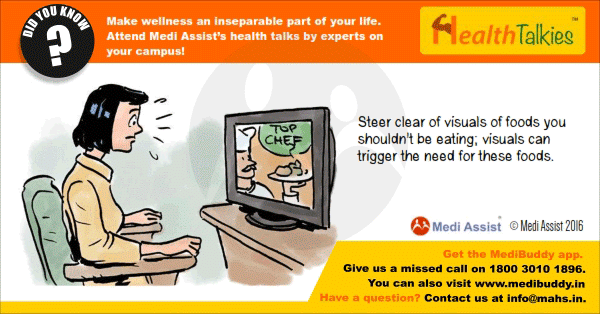 DID YOU KNOW
?
Make wellness an inseparable part of your life.
Attend Medi Assist's health talks by experts on
your campus!
HealthTalkies™
TOP
CHEF
Steer clear of visuals of foods you
shouldn't be eating; visuals can
trigger the need for these foods.
Medi Assist © Medi Assist 2016
Get the MediBuddy app.
Give us a missed call on 1800 3010 1896.
You can also visit www.medibuddy.in
Have a question? Contact us at info@mahs.in.